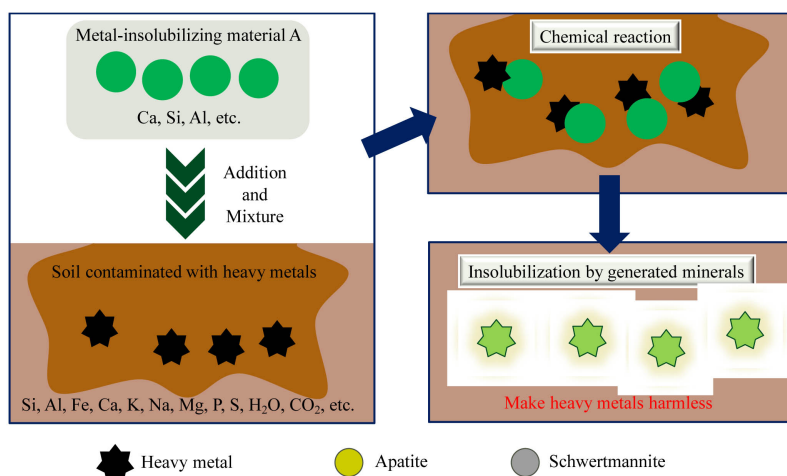 Metal-insolubilizing material A
Ca, Si, Al, etc.
Addition
and
Mixture
Soil contaminated with heavy metals
Si, Al, Fe, Ca, K, Na, Mg, P, S, H₂O, CO₂, etc.
Chemical reaction
Insolubilization by generated minerals
Make heavy metals harmless
Heavy metal
Apatite
Schwertmannite